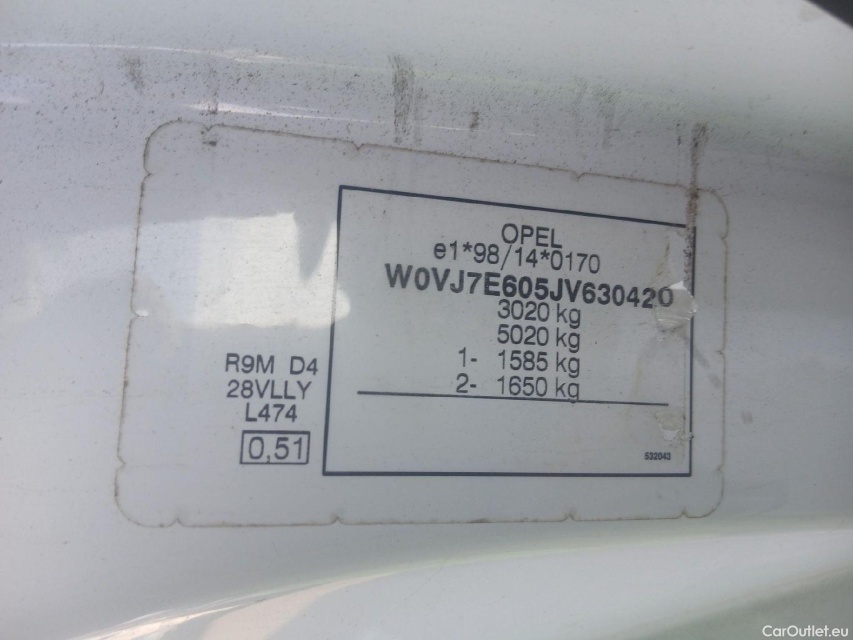 OPEL
e1*98/14*0170
W0VJ7E605JV630420
3020 kg
5020 kg
1- 1585 kg
2- 1650 kg
R9M D4
28VLLY
L474
0,51
532043
CarOutlet.eu